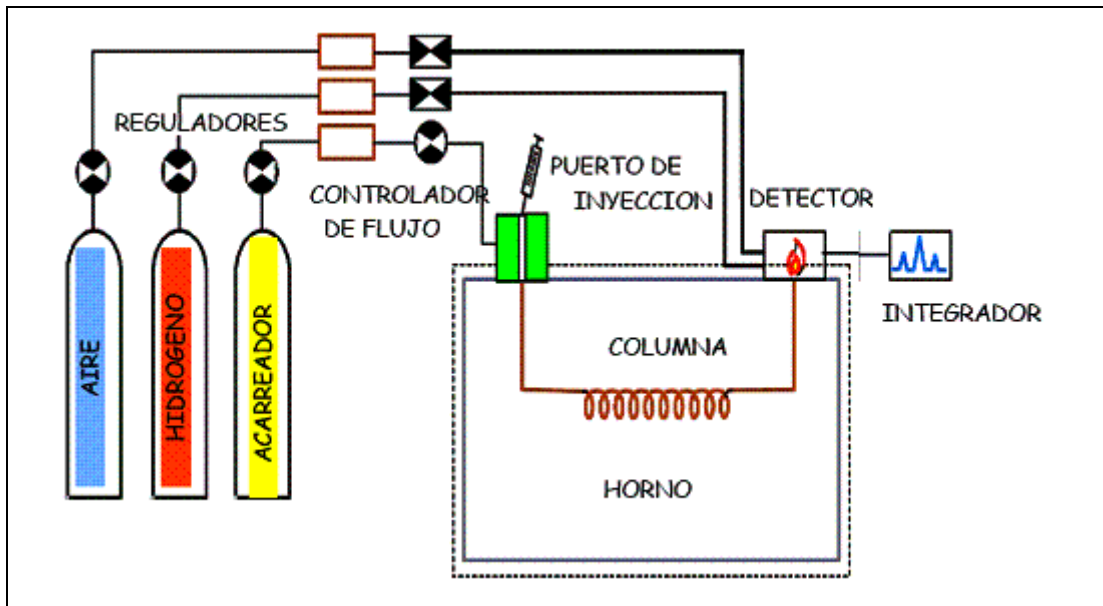 REGULADORES
CONTROLADOR
DE FLUJO
PUERTO DE
INYECCION
DETECTOR
INTEGRADOR
AIRE
HIDROGENO
ACARREADOR
COLUMNA
HORNO